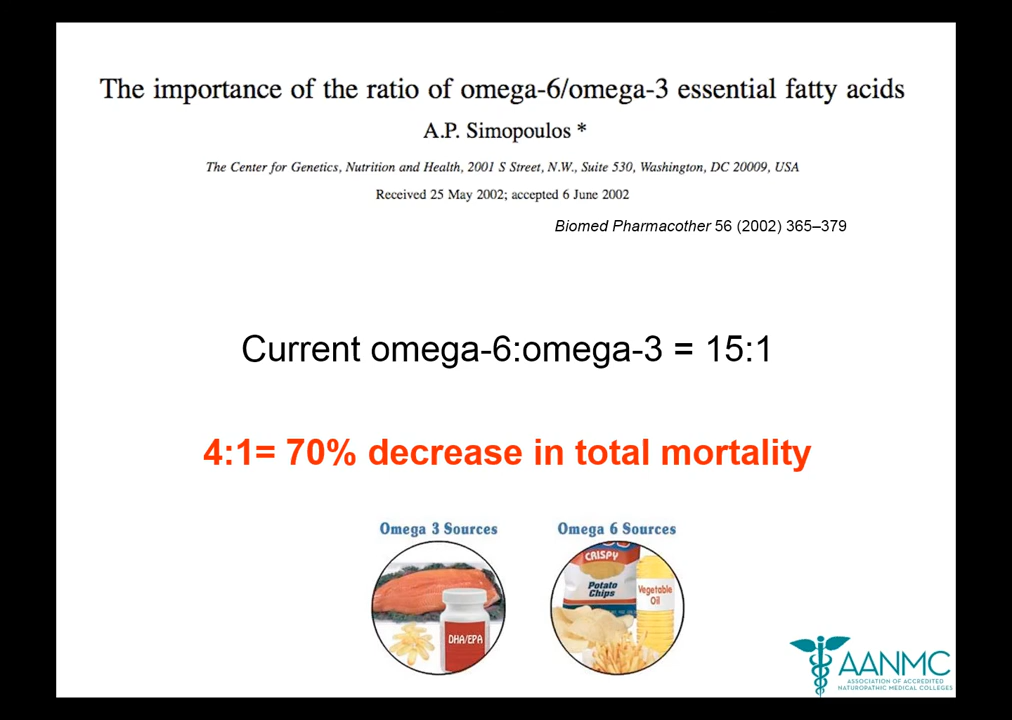 The importance of the ratio of omega-6/omega-3 essential fatty acids
A.P. Simopoulos *
The Center for Genetics, Nutrition and Health, 2001 S Street, N.W., Suite 530, Washington, DC 20009, USA
Received 25 May 2002; accepted 6 June 2002
Biomed Pharmacother 56 (2002) 365–379
Current omega-6:omega-3 = 15:1
4:1= 70% decrease in total mortality
Omega 3 Sources
DHA/EPA
Omega 6 Sources
CRISPY
Potato
Chips
Vegetable
Oil
AANMC
ASSOCIATION OF ACCREDITED
NATUROPATHIC MEDICAL COLLEGES